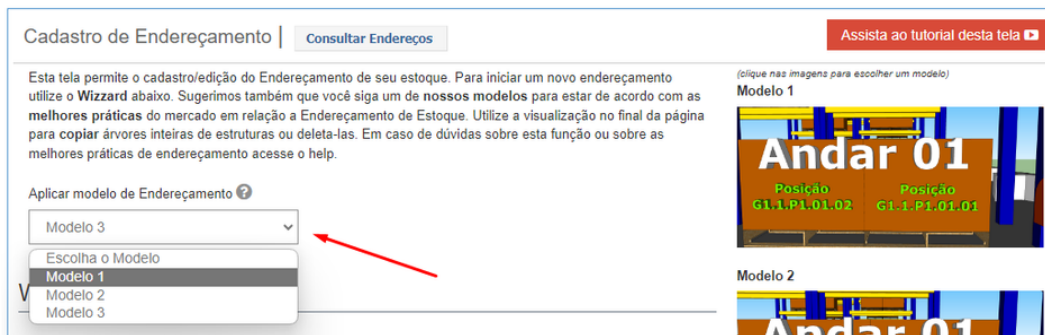 Cadastro de Endereçamento | Consultar Endereços
Assista ao tutorial desta tela
Esta tela permite o cadastro/edição do Endereçamento de seu estoque. Para iniciar um novo endereçamento
utilize o Wizzard abaixo. Sugerimos também que você siga um de nossos modelos para estar de acordo com as
melhores práticas do mercado em relação a Endereçamento de Estoque. Utilize a visualização no final da página
para copiar árvores inteiras de estruturas ou deleta-las. Em caso de dúvidas sobre esta função ou sobre as
melhores práticas de endereçamento acesse o help.
Aplicar modelo de Endereçamento ?
Modelo 3
Escolha o Modelo
Modelo 1
Modelo 2
Modelo 3
(clique nas imagens para escolher um modelo)
Modelo 1
Andar 01
Posição Posição
G1.1.P1.01.02 G1.1.P1.01.01
Modelo 2
Andar 01